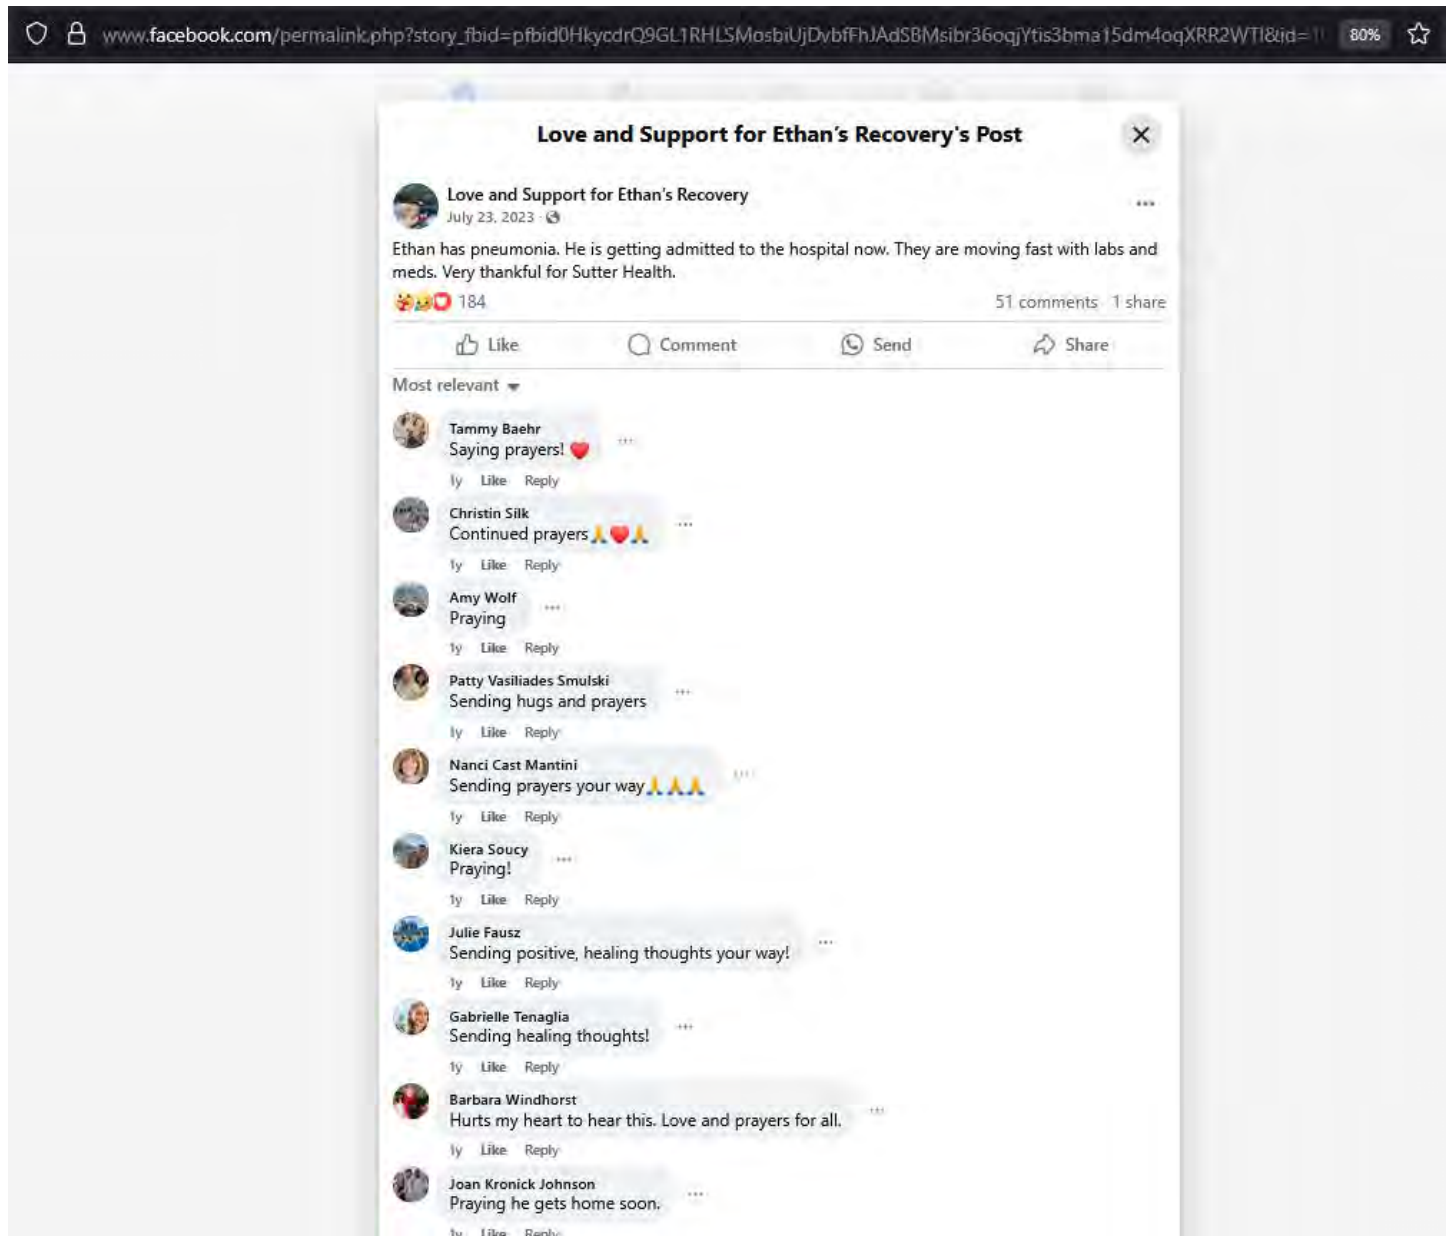 www.facebook.com/permalink.php?story_fbid=pfbid0HkycdrQ9GL1RHLSMosbiUjDvbfFhJAdSBMsibr36oqjYtis3bma15dm4oqXRR2WTl&id=1
80%
Love and Support for Ethan's Recovery's Post
Love and Support for Ethan's Recovery
July 23, 2023 ·
Ethan has pneumonia. He is getting admitted to the hospital now. They are moving fast with labs and
meds. Very thankful for Sutter Health.
184 51 comments 1 share
Like Comment Send Share
Most relevant
Tammy Baehr
Saying prayers! ❤️
1y Like Reply
Christin Silk
Continued prayers🙏❤️🙏
1y Like Reply
Amy Wolf
Praying
1y Like Reply
Patty Vasiliades Smulski
Sending hugs and prayers
1y Like Reply
Nanci Cast Mantini
Sending prayers your way🙏🙏🙏
1y Like Reply
Kiera Soucy
Praying!
1y Like Reply
Julie Fausz
Sending positive, healing thoughts your way!
1y Like Reply
Gabrielle Tenaglia
Sending healing thoughts!
1y Like Reply
Barbara Windhorst
Hurts my heart to hear this. Love and prayers for all.
1y Like Reply
Joan Kronick Johnson
Praying he gets home soon.
1y Like Reply